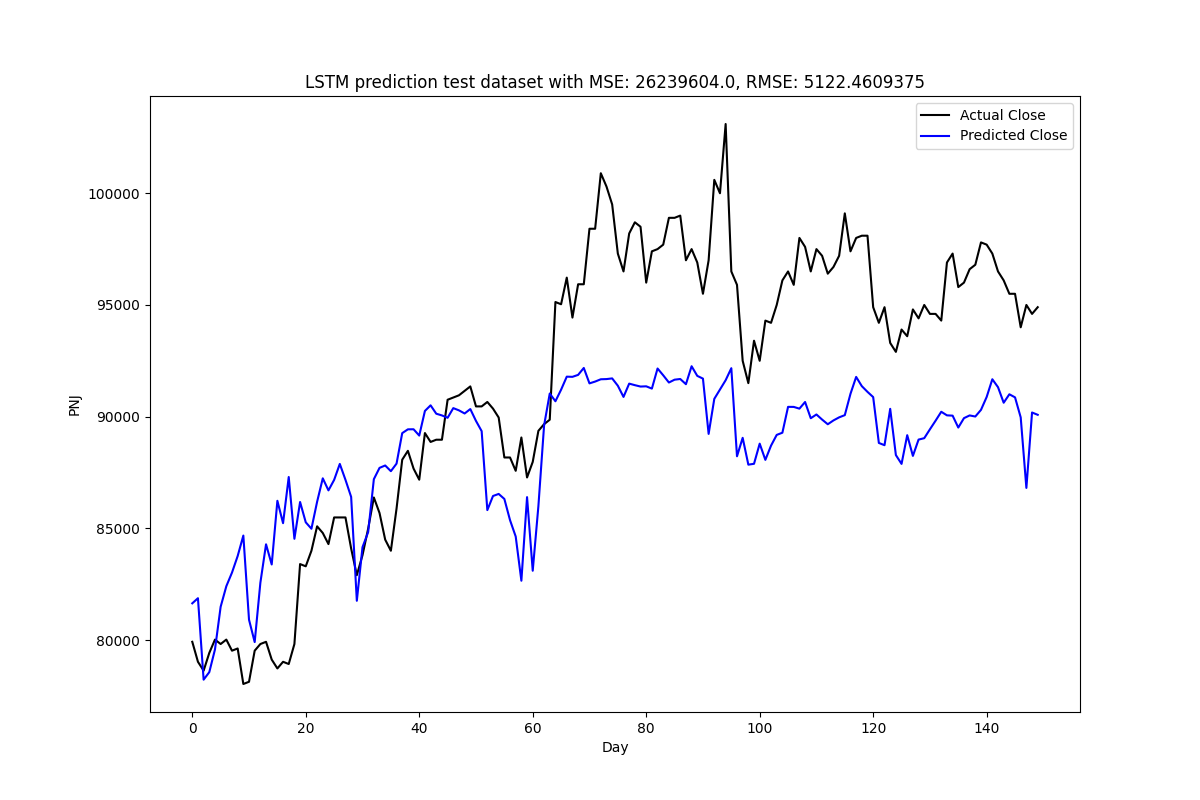 LSTM prediction test dataset with MSE: 26239604.0, RMSE: 5122.4609375
Actual Close
Predicted Close
100000
95000
90000
85000
80000
PNJ
0 20 40 60 80 100 120 140
Day